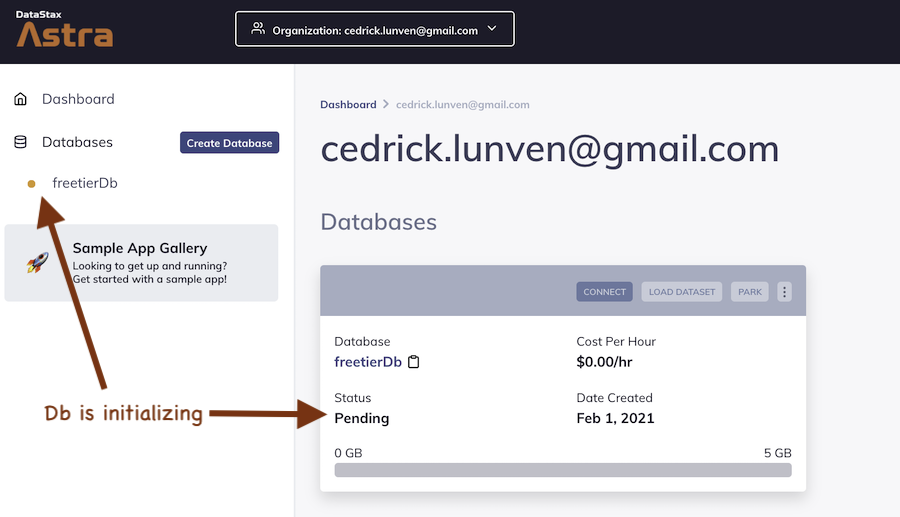 DataStax
Astra
Organization: cedrick.lunven@gmail.com
Dashboard
Databases
Create Database
freetierDb
Sample App Gallery
Looking to get up and running?
Get started with a sample app!
Db is initializing
Dashboard > cedrick.lunven@gmail.com
cedrick.lunven@gmail.com
Databases
CONNECT LOAD DATASET PARK
Database
freetierDb
Cost Per Hour
$0.00/hr
Status
Pending
Date Created
Feb 1, 2021
0 GB 5 GB